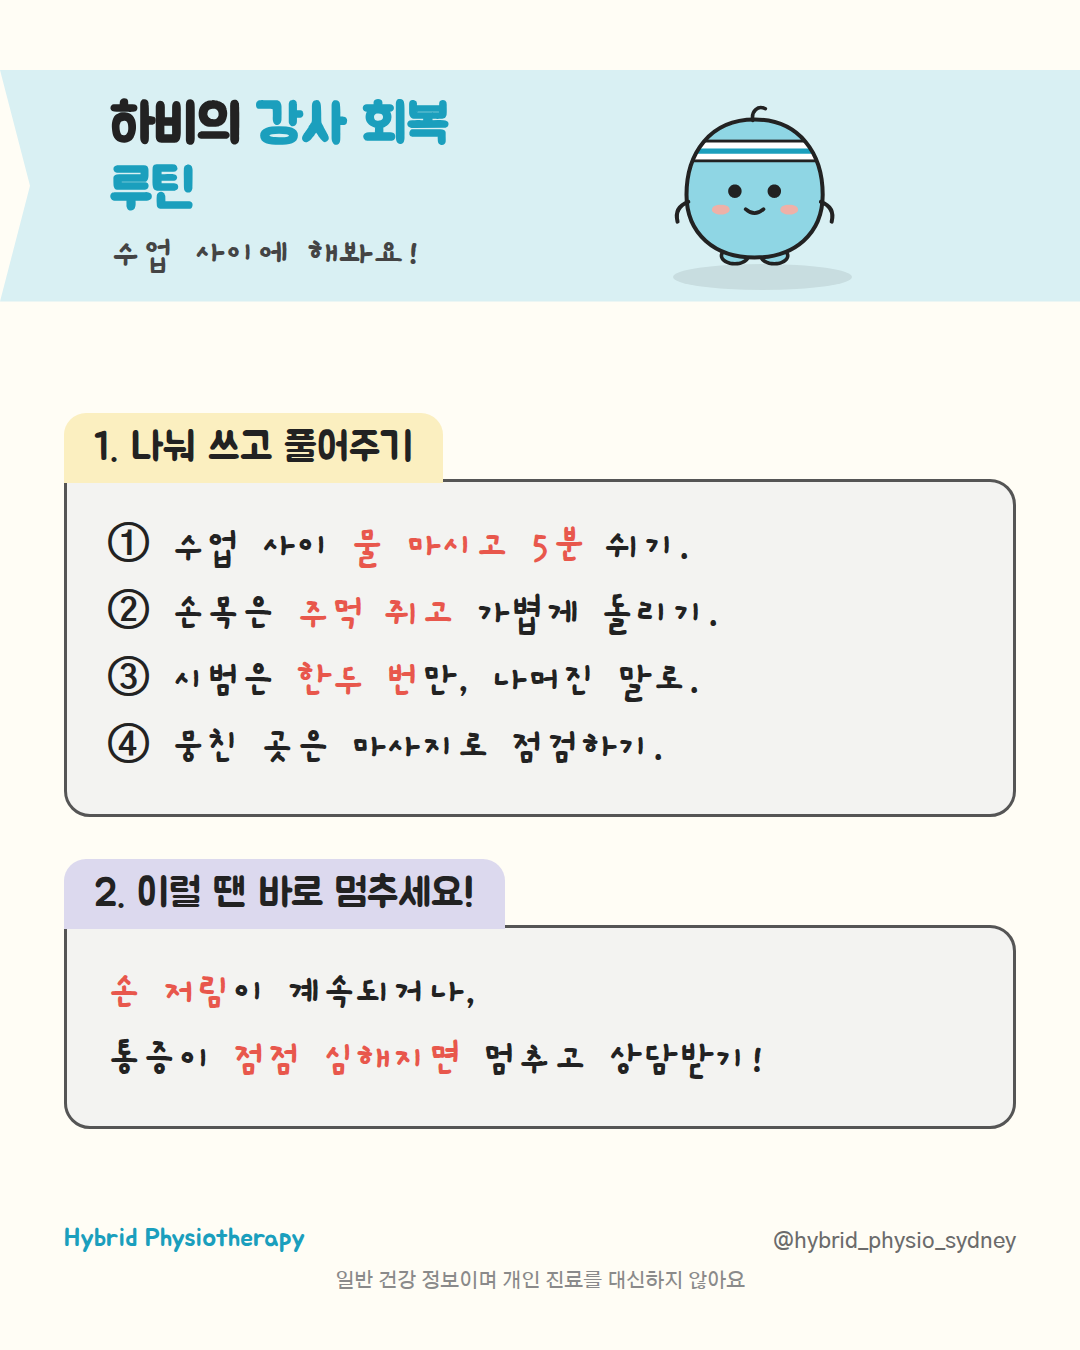 하비의 강사 회복
루틴
수업 사이에 해봐요!
1. 나눠 쓰고 풀어주기
① 수업 사이 물 마시고 5분 쉬기.
② 손목은 주먹 쥐고 가볍게 돌리기.
③ 시범은 한두 번만, 나머진 말로.
④ 뭉친 곳은 마사지로 점검하기.
2. 이럴 땐 바로 멈추세요!
손 저림이 계속되거나,
통증이 점점 심해지면 멈추고 상담받기!
Hybrid Physiotherapy
@hybrid_physio_sydney
일반 건강 정보이며 개인 진료를 대신하지 않아요